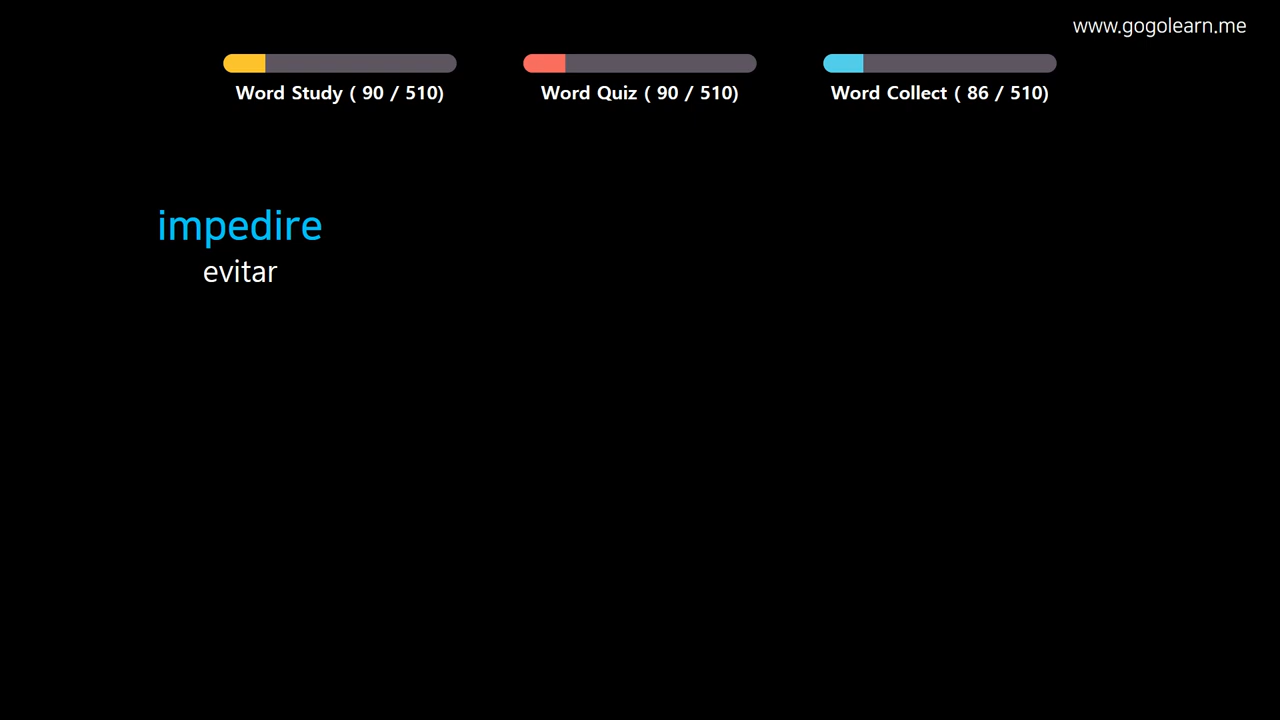 www.gogolearn.me
Word Study ( 90 / 510)
Word Quiz ( 90 / 510)
Word Collect ( 86 / 510)
impedire
evitar